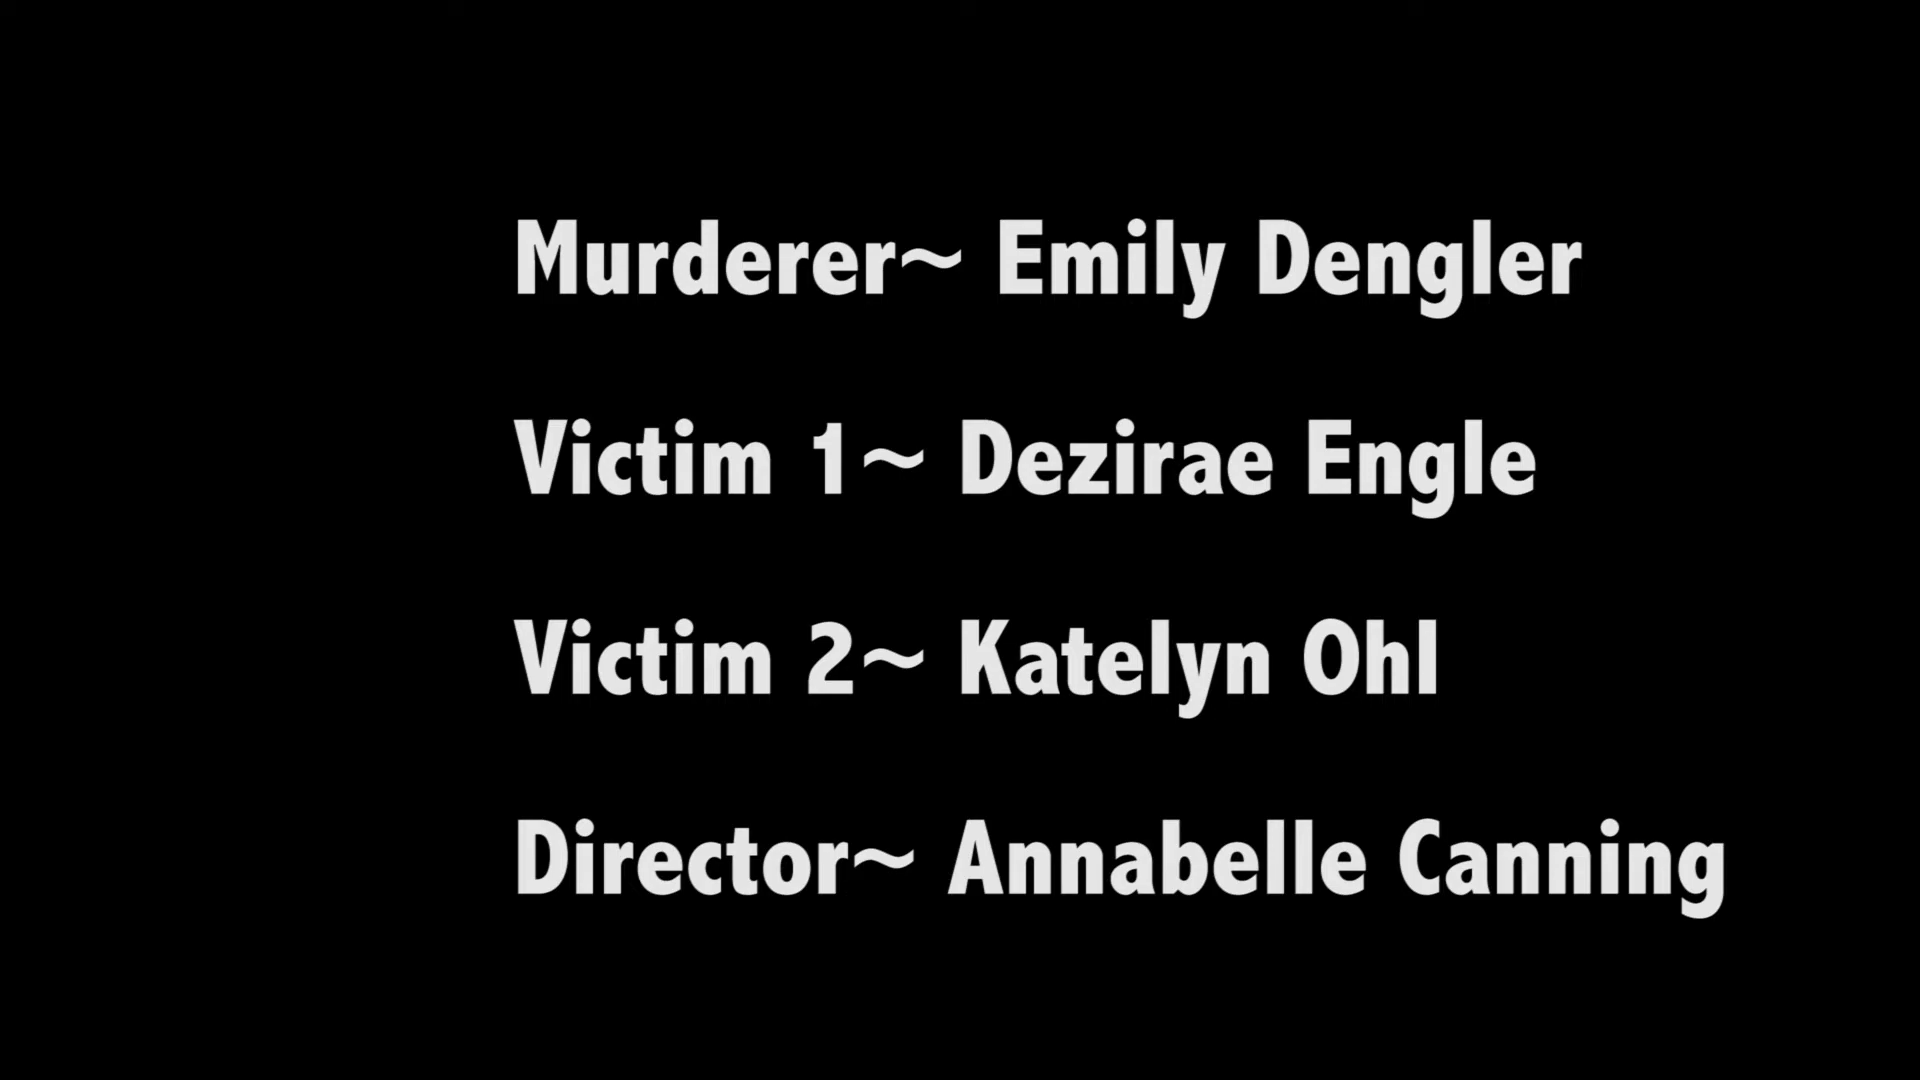 Murderer~ Emily Dengler
Victim 1~ Dezirae Engle
Victim 2~ Katelyn Ohl
Director~ Annabelle Canning